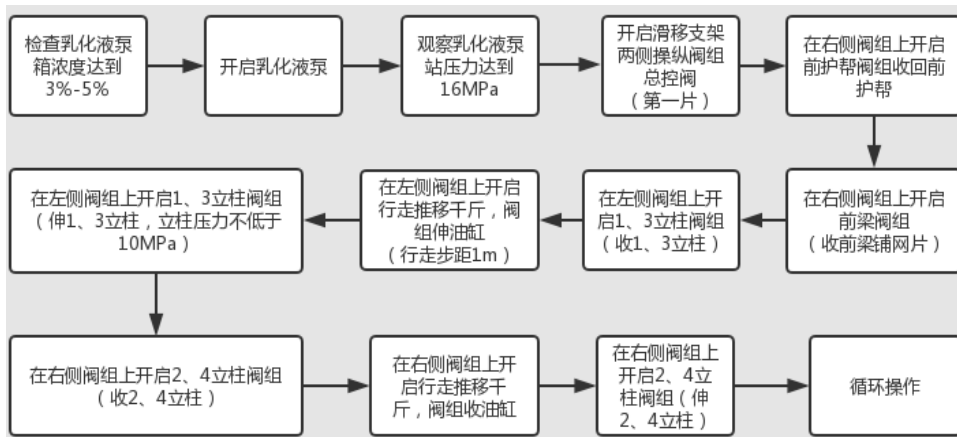 检查乳化液泵
箱浓度达到
3%-5%
开启乳化液泵
观察乳化液泵
站压力达到
16MPa
开启滑移支架
两侧操纵阀组
总控阀
（第一片）
在右侧阀组上开启
前护帮阀组收回前
护帮
在右侧阀组上开启
前梁阀组
（收前梁铺网片）
在左侧阀组上开
启1、3立柱阀组
（收1、3立柱）
在左侧阀组上开启
行走推移千斤，阀
组伸油缸
（行走步距1m）
在左侧阀组上开启1、3立柱阀组
（伸1、3立柱，立柱压力不低于
10MPa）
在右侧阀组上开启2、4立柱阀组
（收2、4立柱）
在右侧阀组上开
启行走推移千
斤，阀组收油缸
在右侧阀组上
开启2、4立
柱阀组（伸
2、4立柱）
循环操作